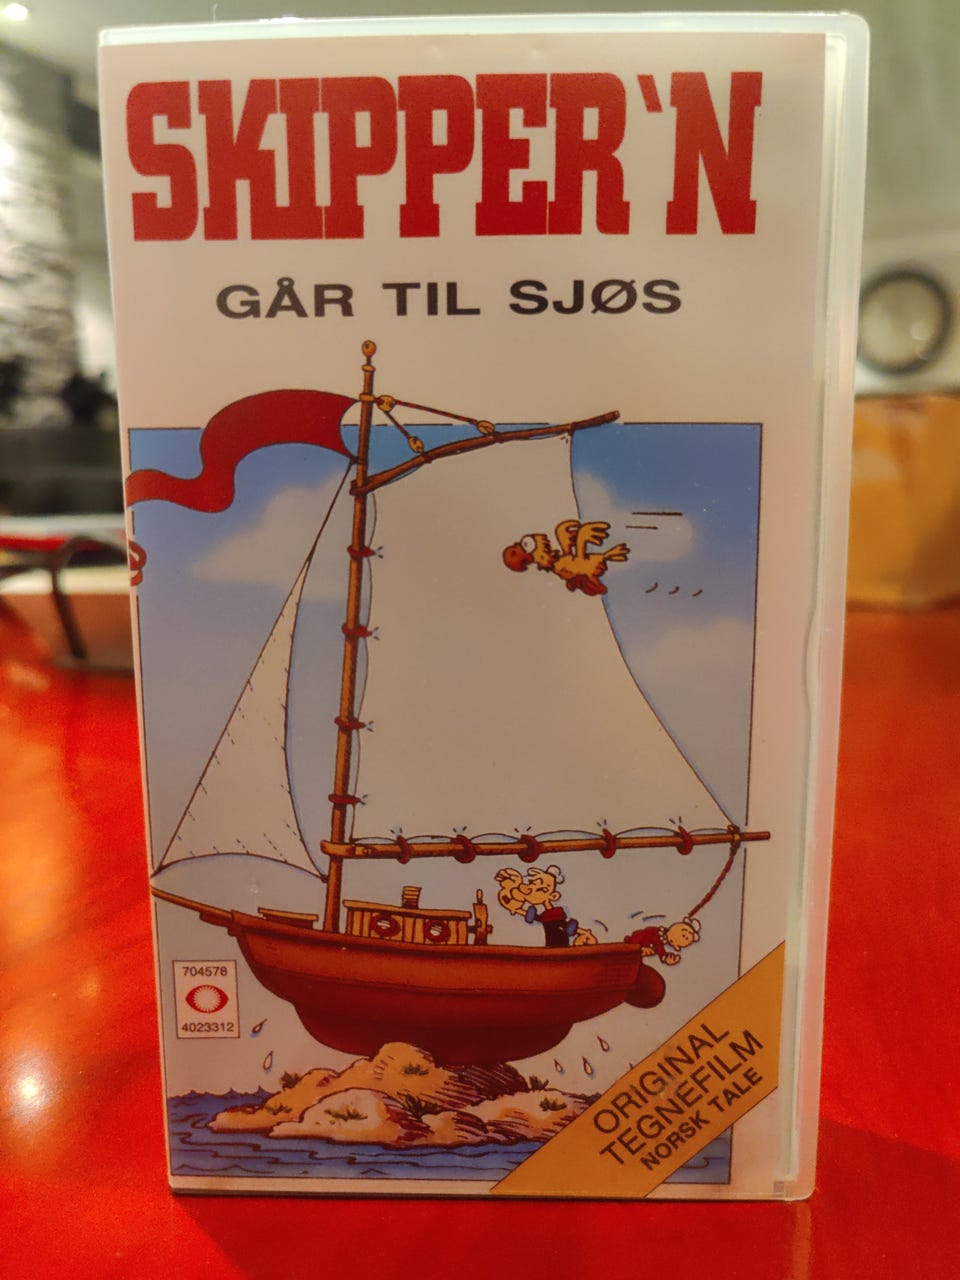 SKIPPER`N
GÅR TIL SJØS
704578
4023312
ORIGINAL
TEGNEFILM
NORSK TALE